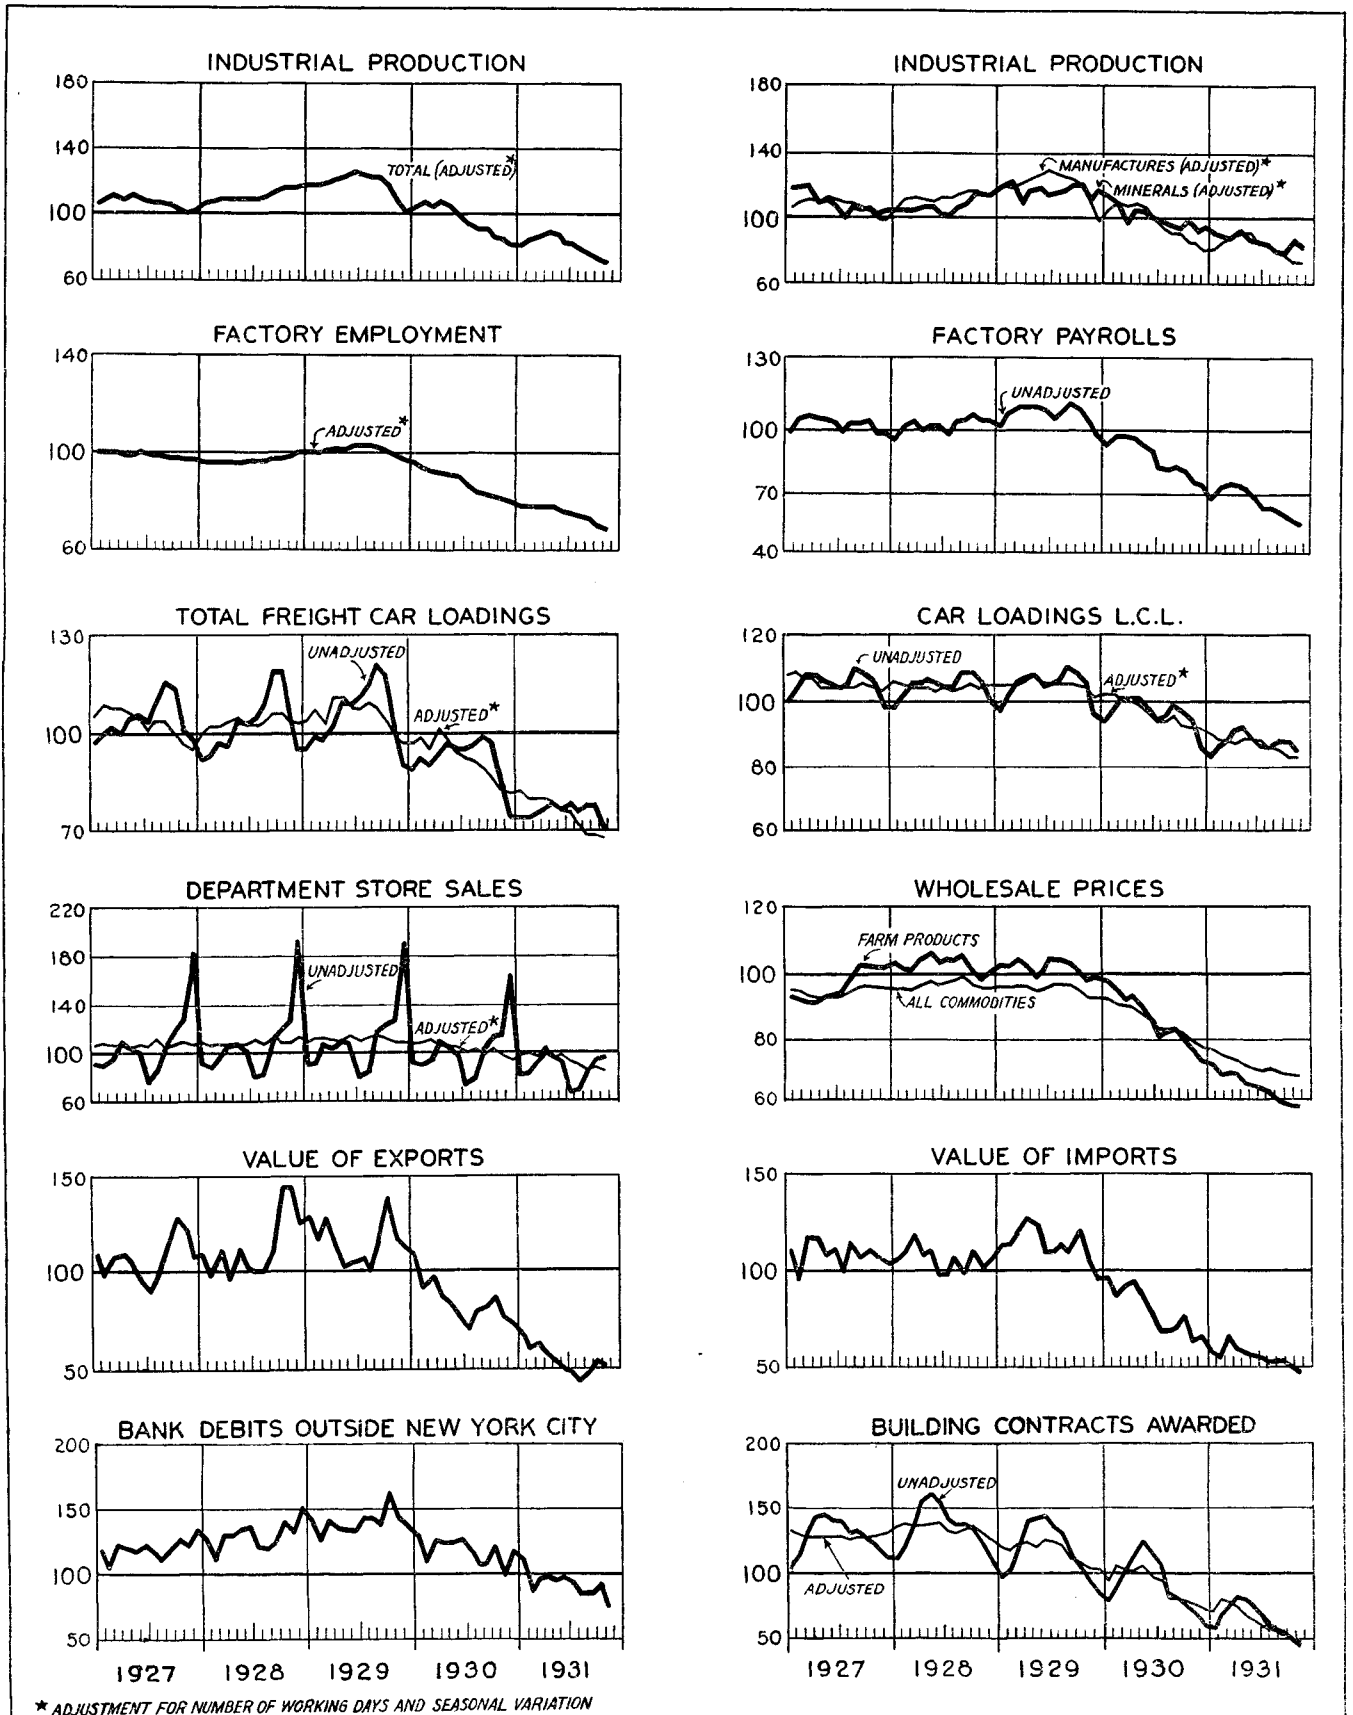 INDUSTRIAL PRODUCTION
180
140
100
60
TOTAL (ADJUSTED)*
INDUSTRIAL PRODUCTION
180
140
100
60
MANUFACTURES (ADJUSTED)*
MINERALS (ADJUSTED)*
FACTORY EMPLOYMENT
140
100
60
ADJUSTED*
FACTORY PAYROLLS
130
100
70
40
UNADJUSTED
TOTAL FREIGHT CAR LOADINGS
130
100
70
UNADJUSTED
ADJUSTED*
CAR LOADINGS L.C.L.
120
100
80
60
UNADJUSTED
ADJUSTED*
DEPARTMENT STORE SALES
220
180
140
100
60
UNADJUSTED
ADJUSTED*
WHOLESALE PRICES
120
100
80
60
FARM PRODUCTS
ALL COMMODITIES
VALUE OF EXPORTS
150
100
50
VALUE OF IMPORTS
150
100
50
BANK DEBITS OUTSIDE NEW YORK CITY
200
150
100
50
1927 1928 1929 1930 1931
BUILDING CONTRACTS AWARDED
200
150
100
50
UNADJUSTED
ADJUSTED
1927 1928 1929 1930 1931
* ADJUSTMENT FOR NUMBER OF WORKING DAYS AND SEASONAL VARIATION